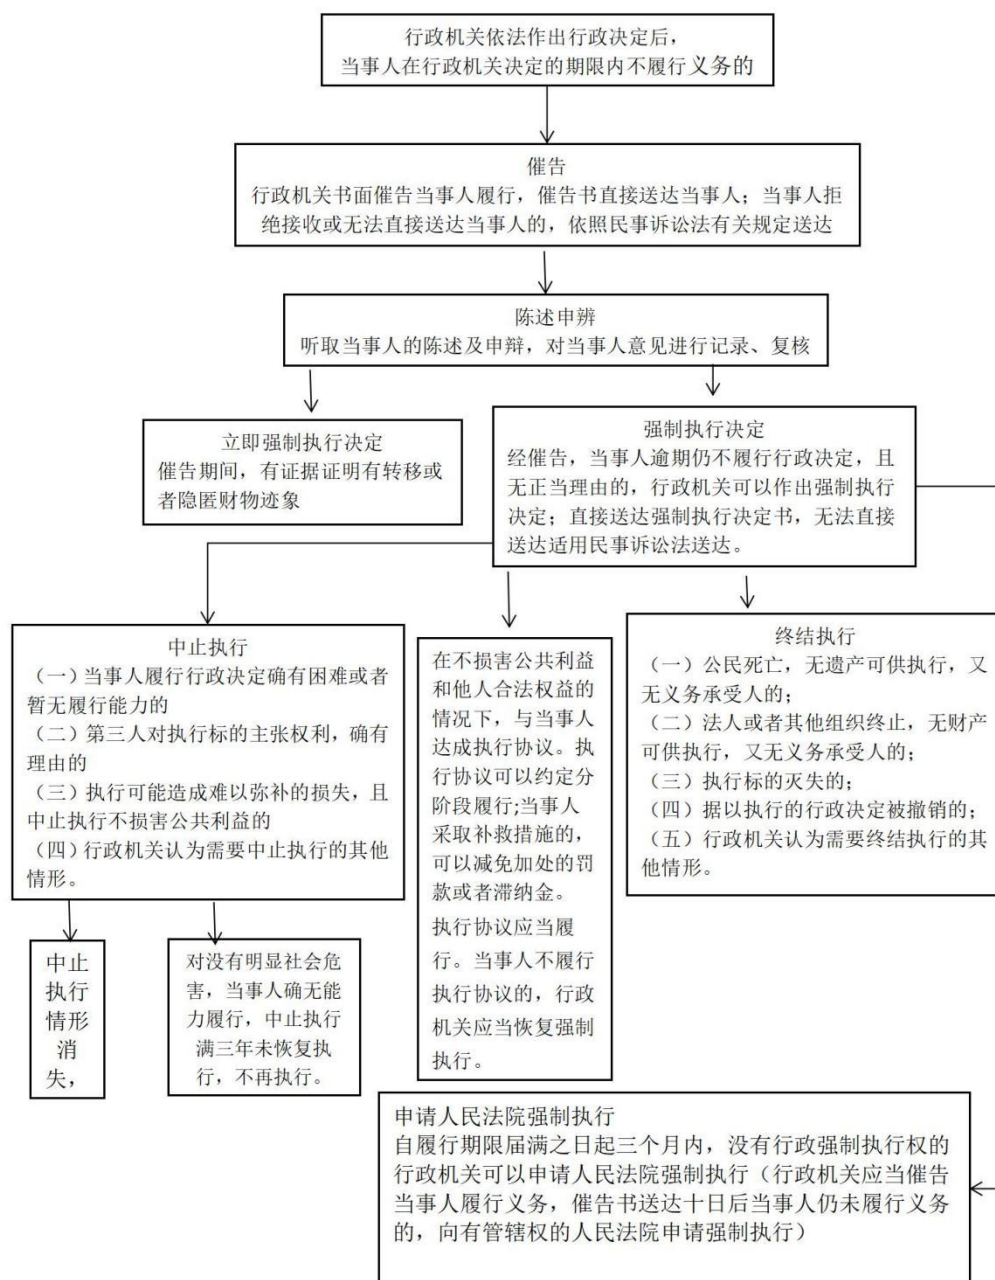 行政机关依法作出行政决定后，
当事人在行政机关决定的期限内不履行义务的
催告
行政机关书面催告当事人履行，催告书直接送达当事人；当事人拒
绝接收或无法直接送达当事人的，依照民事诉讼法有关规定送达
陈述申辨
听取当事人的陈述及申辩，对当事人意见进行记录、复核
立即强制执行决定
催告期间，有证据证明有转移或
者隐匿财物迹象
强制执行决定
经催告，当事人逾期仍不履行行政决定，且
无正当理由的，行政机关可以作出强制执行
决定；直接送达强制执行决定书，无法直接
送达适用民事诉讼法送达。
中止执行
（一）当事人履行行政决定确有困难或者
暂无履行能力的
（二）第三人对执行标的主张权利，确有
理由的
（三）执行可能造成难以弥补的损失，且
中止执行不损害公共利益的
（四）行政机关认为需要中止执行的其他
情形。
在不损害公共利益
和他人合法权益的
情况下，与当事人
达成执行协议。执
行协议可以约定分
阶段履行;当事人
采取补救措施的，
可以减免加处的罚
款或者滞纳金。
执行协议应当履
行。当事人不履行
执行协议的，行政
机关应当恢复强制
执行。
终结执行
（一）公民死亡，无遗产可供执行，又
无义务承受人的；
（二）法人或者其他组织终止，无财产
可供执行，又无义务承受人的；
（三）执行标的灭失的；
（四）据以执行的行政决定被撤销的；
（五）行政机关认为需要终结执行的其
他情形。
中止
执行
情形
消
失，
对没有明显社会危
害，当事人确无能
力履行，中止执行
满三年未恢复执
行，不再执行。
申请人民法院强制执行
自履行期限届满之日起三个月内，没有行政强制执行权的
行政机关可以申请人民法院强制执行（行政机关应当催告
当事人履行义务，催告书送达十日后当事人仍未履行义务
的，向有管辖权的人民法院申请强制执行）